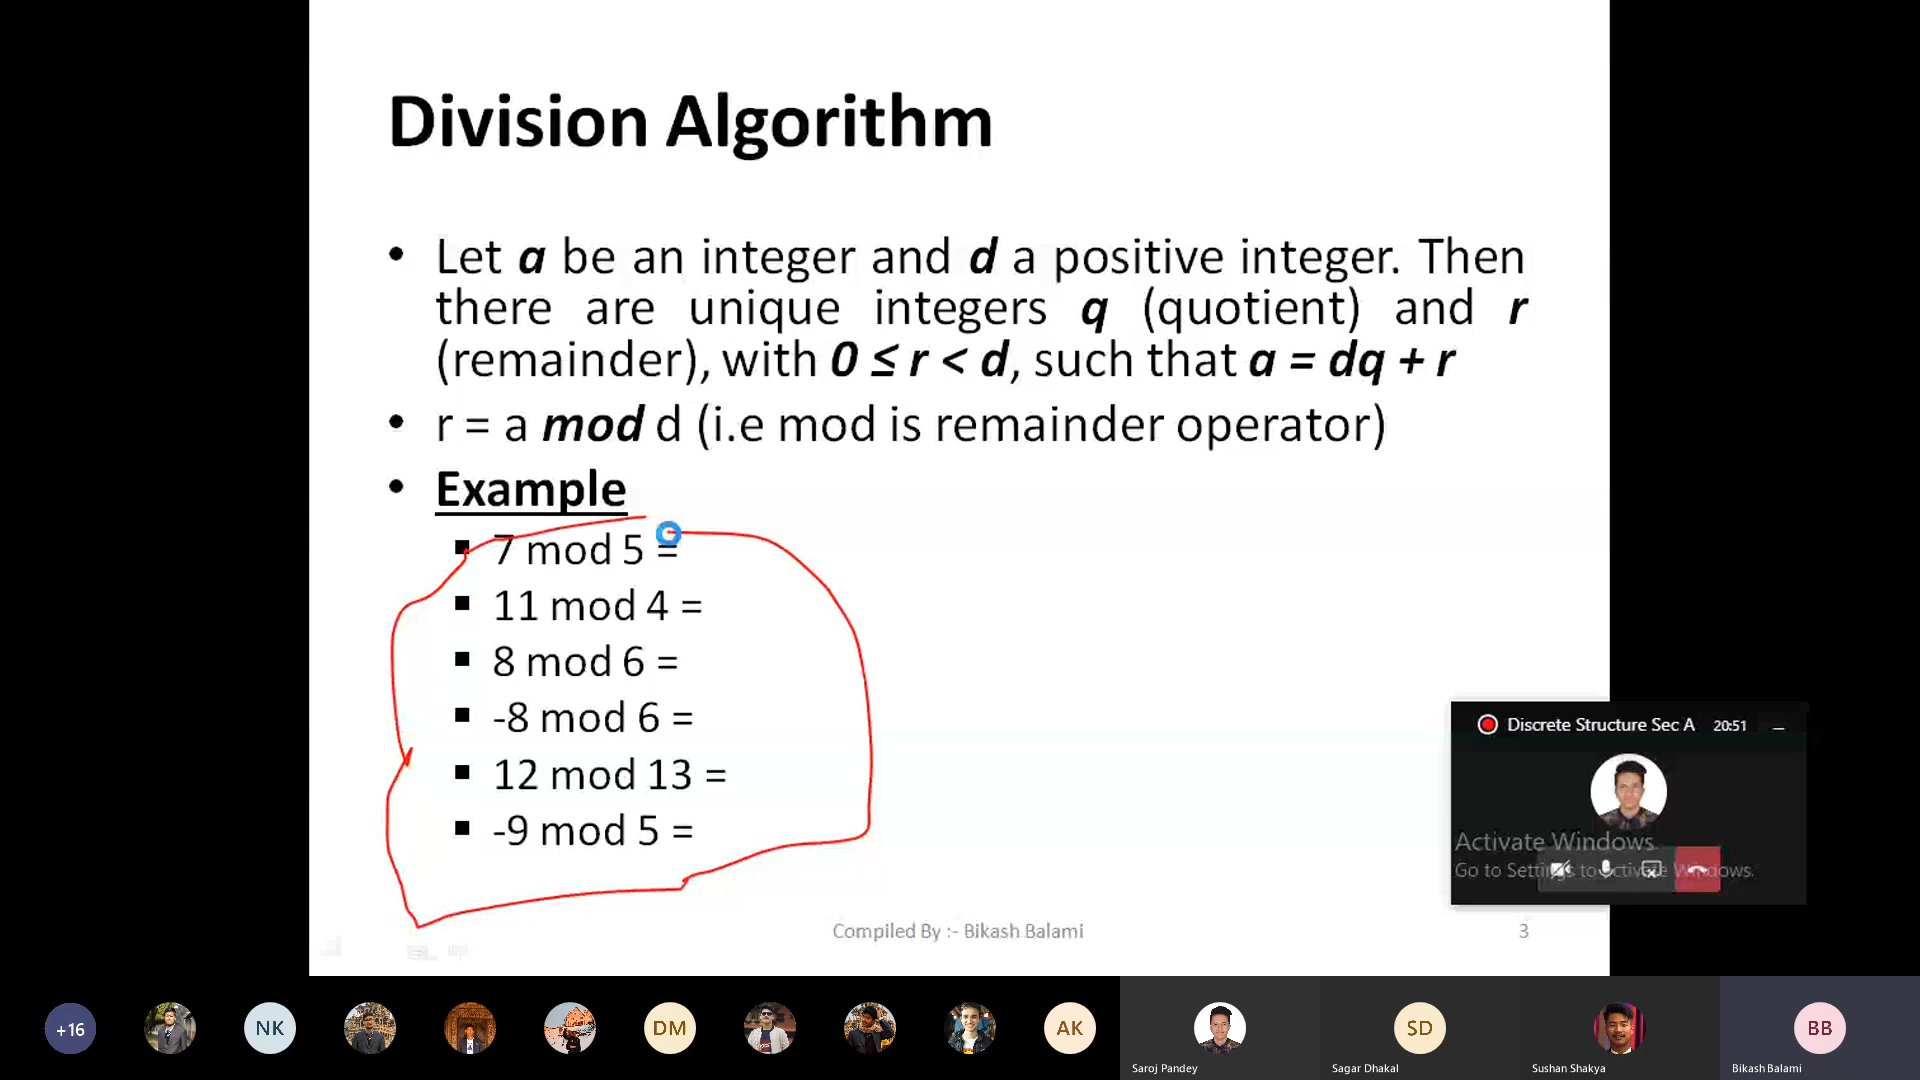 Division Algorithm
• Let a be an integer and d a positive integer. Then
there are unique integers q (quotient) and r
(remainder), with 0 ≤ r < d, such that a = dq + r
• r = a mod d (i.e mod is remainder operator)
• Example
▪ 7 mod 5 =
▪ 11 mod 4 =
▪ 8 mod 6 =
▪ -8 mod 6 =
▪ 12 mod 13 =
▪ -9 mod 5 =
Compiled By :- Bikash Balami
3
Discrete Structure Sec A 20:51
Activate Windows
Go to Settings to activate Windows.
+16
NK
DM
AK
SD
BB
Saroj Pandey
Sagar Dhakal
Sushan Shakya
Bikash Balami